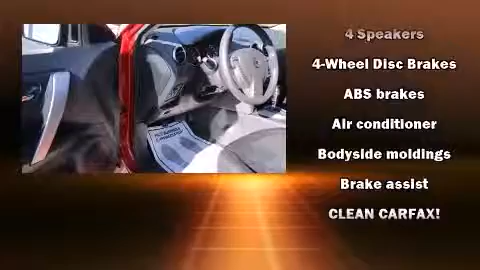 4 Speakers
4-Wheel Disc Brakes
ABS brakes
Air conditioner
Bodyside moldings
Brake assist
CLEAN CARFAX!